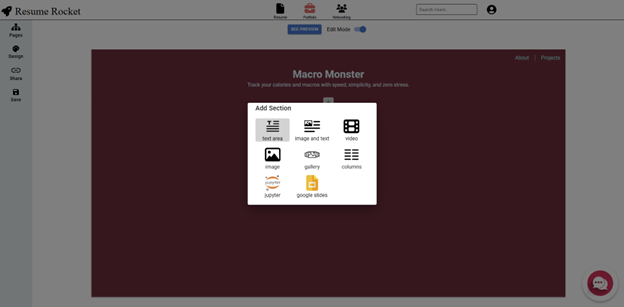 Resume Rocket
Resume
Portfolio
Networking
Search Users
Pages
Design
Share
Save
SEE PREVIEW
Edit Mode
About | Projects
Macro Monster
Track your calories and macros with speed, simplicity, and zero stress.
Add Section
text area
image and text
video
image
gallery
columns
jupyter
jupyter
google slides